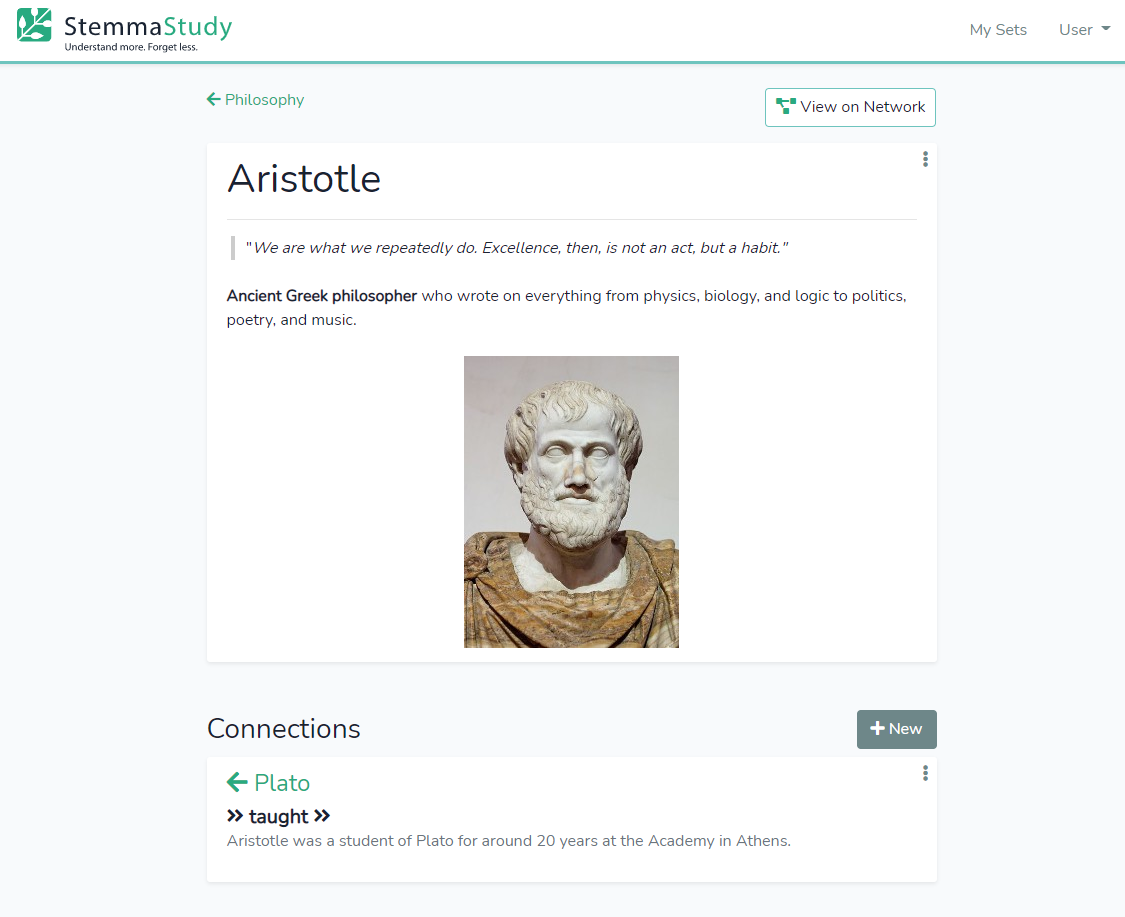 StemmaStudy
Understand more. Forget less.
My Sets
User
Philosophy
View on Network
Aristotle
"We are what we repeatedly do. Excellence, then, is not an act, but a habit."
Ancient Greek philosopher who wrote on everything from physics, biology, and logic to politics,
poetry, and music.
Connections
New
Plato
taught
Aristotle was a student of Plato for around 20 years at the Academy in Athens.